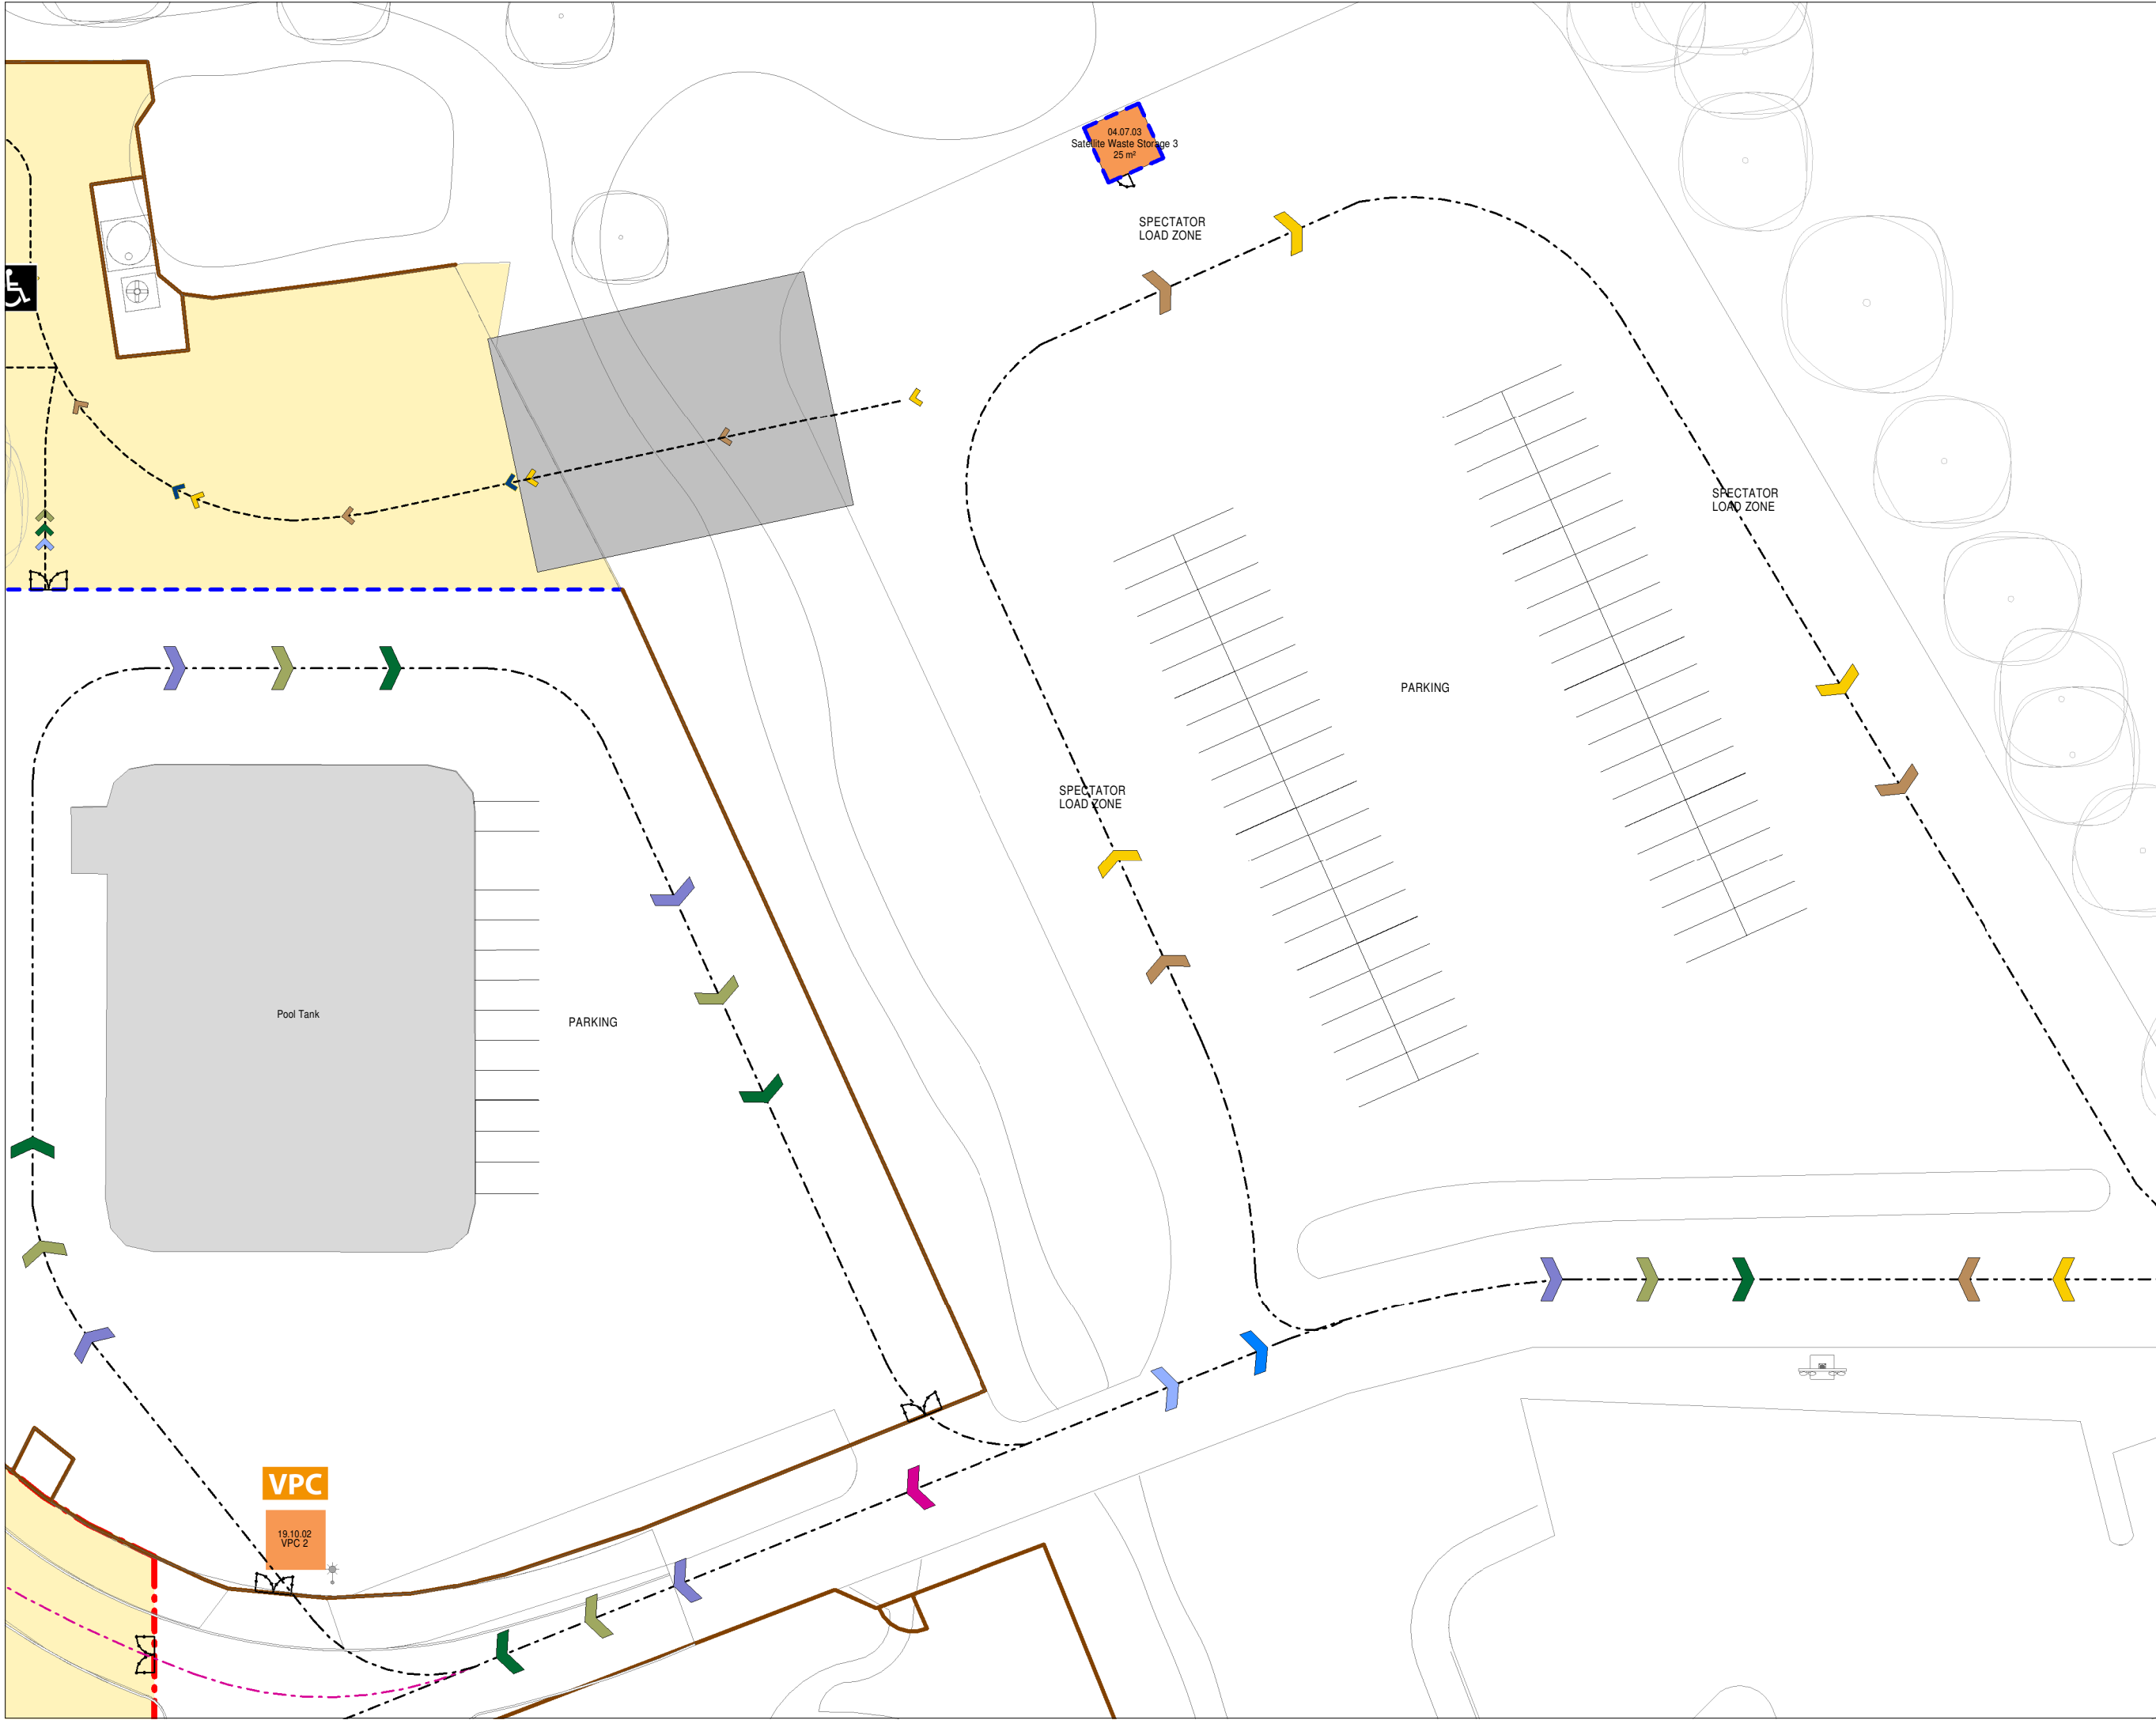 04.07.03
Satellite Waste Storage 3
25 m²
SPECTATOR
LOAD ZONE
SPECTATOR
LOAD ZONE
PARKING
SPECTATOR
LOAD ZONE
Pool Tank
PARKING
VPC
19.10.02
VPC 2